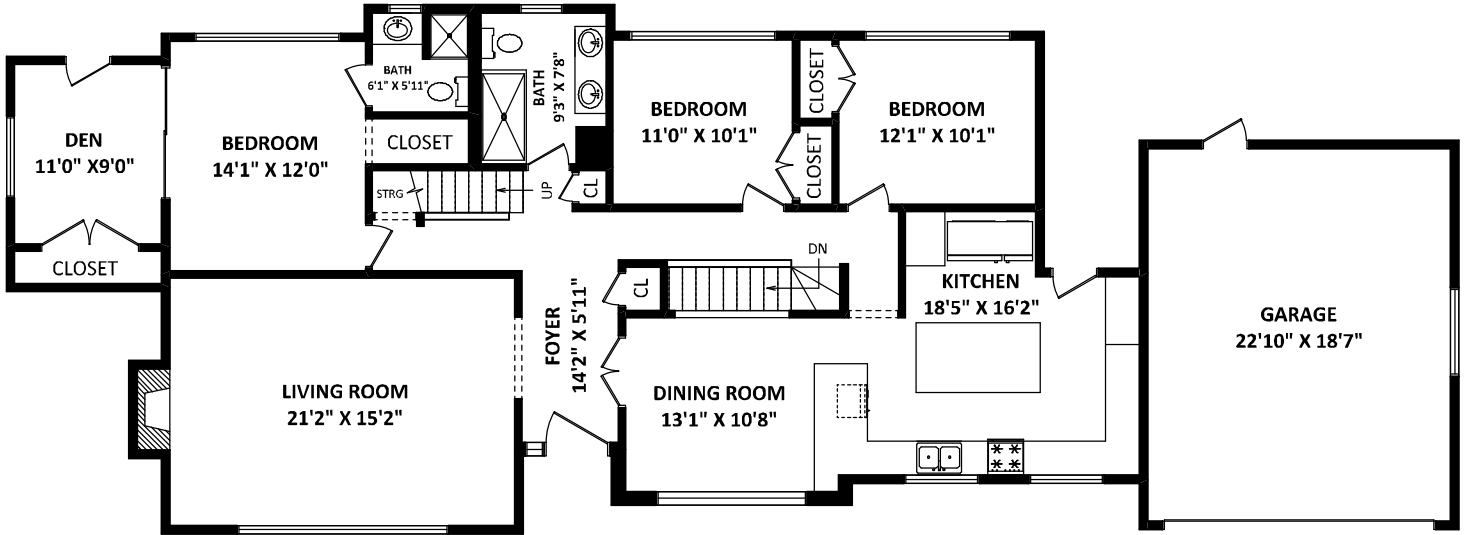 DEN
11'0" X9'0"
CLOSET
BEDROOM
14'1" X 12'0"
BATH
6'1" X 5'11"
CLOSET
STRG
BATH
9'3" X 7'8"
UP
CL
BEDROOM
11'0" X 10'1"
CLOSET
CLOSET
BEDROOM
12'1" X 10'1"
DN
CL
FOYER
14'2" X 5'11"
LIVING ROOM
21'2" X 15'2"
DINING ROOM
13'1" X 10'8"
KITCHEN
18'5" X 16'2"
GARAGE
22'10" X 18'7"